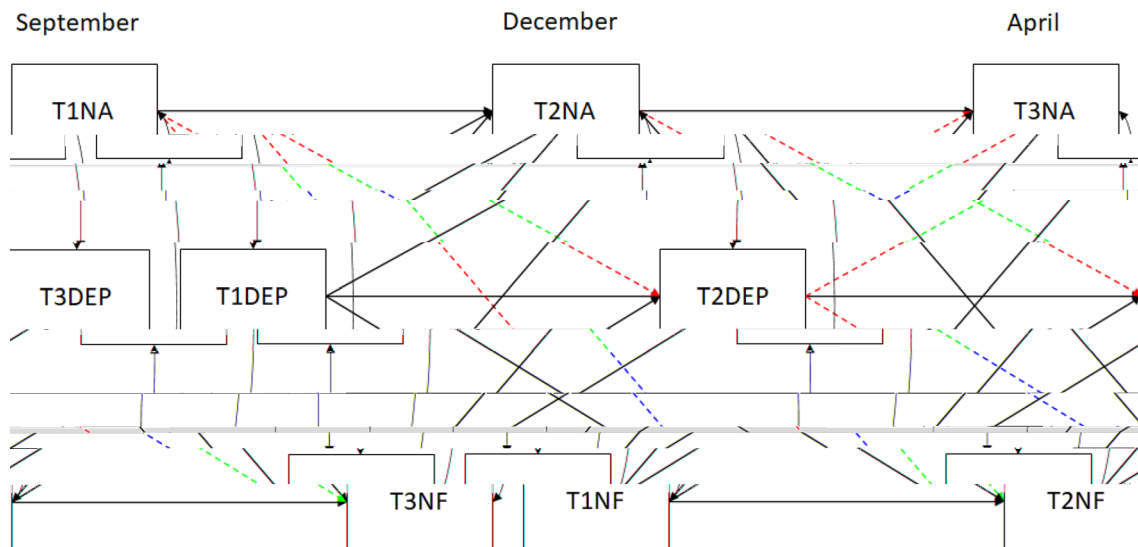 September December April
T1NA T2NA T3NA
T3DEP T1DEP T2DEP
T3NF T1NF T2NF